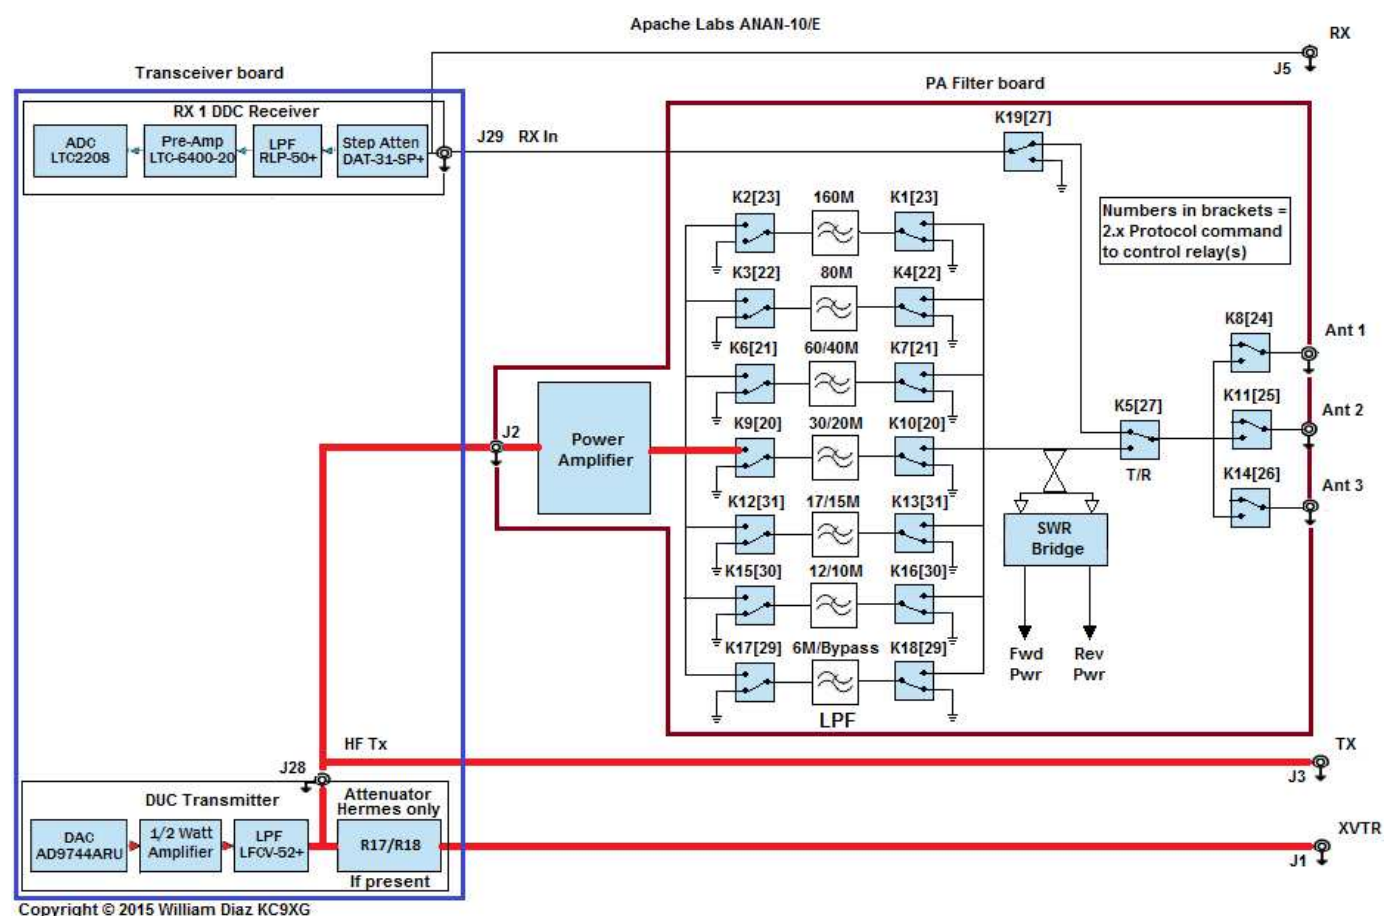 Apache Labs ANAN-10/E
RX
J5
Transceiver board
PA Filter board
RX 1 DDC Receiver
ADC
LTC2208
Pre-Amp
LTC-6400-20
LPF
RLP-50+
Step Atten
DAT-31-SP+
J29 RX In
K19[27]
K2[23] 160M K1[23]
Numbers in brackets =
2.x Protocol command
to control relay(s)
K3[22] 80M K4[22]
K8[24]
Ant 1
K6[21] 60/40M K7[21]
K11[25]
Ant 2
K5[27]
J2
K9[20] 30/20M K10[20]
Power
Amplifier
T/R
K14[26]
Ant 3
K12[31] 17/15M K13[31]
SWR
Bridge
K15[30] 12/10M K16[30]
K17[29] 6M/Bypass K18[29]
Fwd
Pwr
Rev
Pwr
LPF
HF Tx
TX
J3
J28
DUC Transmitter
Attenuator
Hermes only
DAC
AD9744ARU
1/2 Watt
Amplifier
LPF
LFCV-52+
R17/R18
If present
XVTR
J1
Copyright © 2015 William Diaz KC9XG